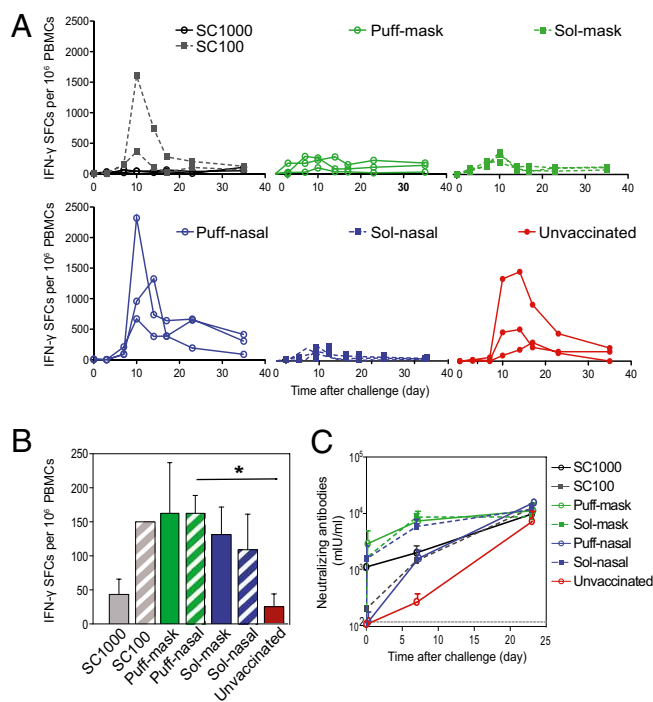 A
SC1000
SC100
Puff-mask
Sol-mask
IFN-γ SFCs per 10⁶ PBMCs
2500
2000
1500
1000
500
0
0 10 20 30 40
0 10 20 30 40
0 10 20 30 40
Puff-nasal
Sol-nasal
Unvaccinated
IFN-γ SFCs per 10⁶ PBMCs
2500
2000
1500
1000
500
0
0 10 20 30 40
0 10 20 30 40
0 10 20 30 40
Time after challenge (day)
B
IFN-γ SFCs per 10⁶ PBMCs
250
200
150
100
50
0
*
SC1000
SC100
Puff-mask
Puff-nasal
Sol-mask
Sol-nasal
Unvaccinated
C
Neutralizing antibodies
(mIU/ml)
10⁵
10⁴
10³
10²
0 5 10 15 20 25
Time after challenge (day)
SC1000
SC100
Puff-mask
Sol-mask
Puff-nasal
Sol-nasal
Unvaccinated